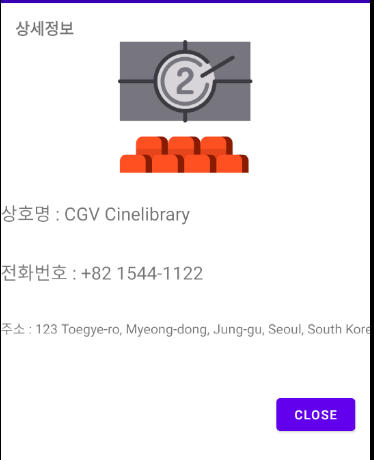 상세정보
2
상호명 : CGV Cinelibrary
전화번호 : +82 1544-1122
주소 : 123 Toegye-ro, Myeong-dong, Jung-gu, Seoul, South Kore
CLOSE